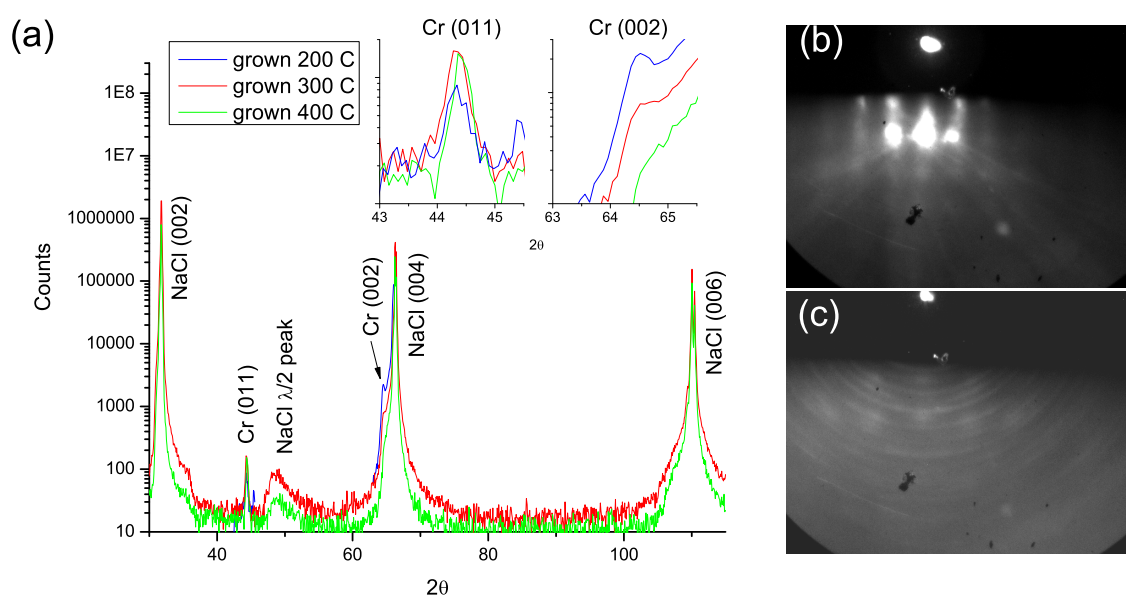 (a)
grown 200 C
grown 300 C
grown 400 C
Cr (011)
43
44
45
Cr (002)
63
64
65
2θ
Counts
1E8
1E7
1000000
100000
10000
1000
100
10
40
60
80
100
2θ
NaCl (002)
Cr (011)
NaCl λ/2 peak
Cr (002)
NaCl (004)
NaCl (006)
(b)
(c)